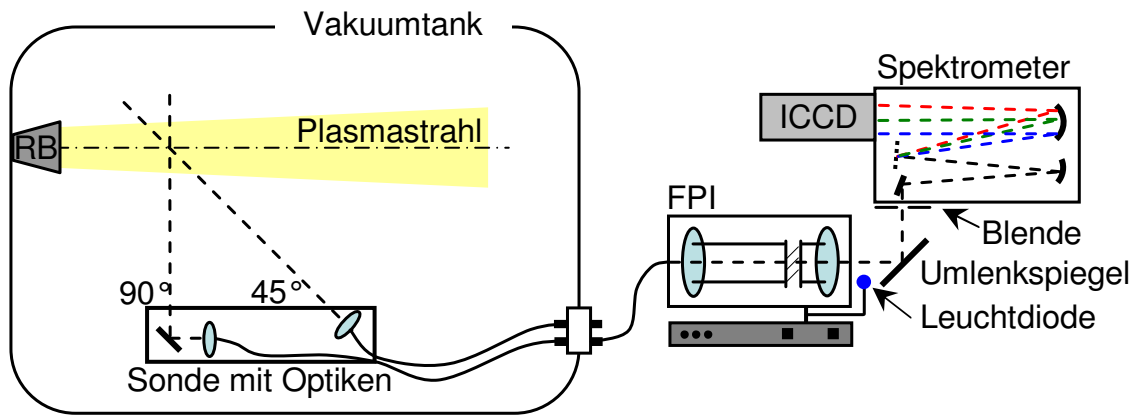 Vakuumtank
Spektrometer
ICCD
Plasmastrahl
RB
FPI
Blende
Umlenkspiegel
90°
45°
Leuchtdiode
Sonde mit Optiken